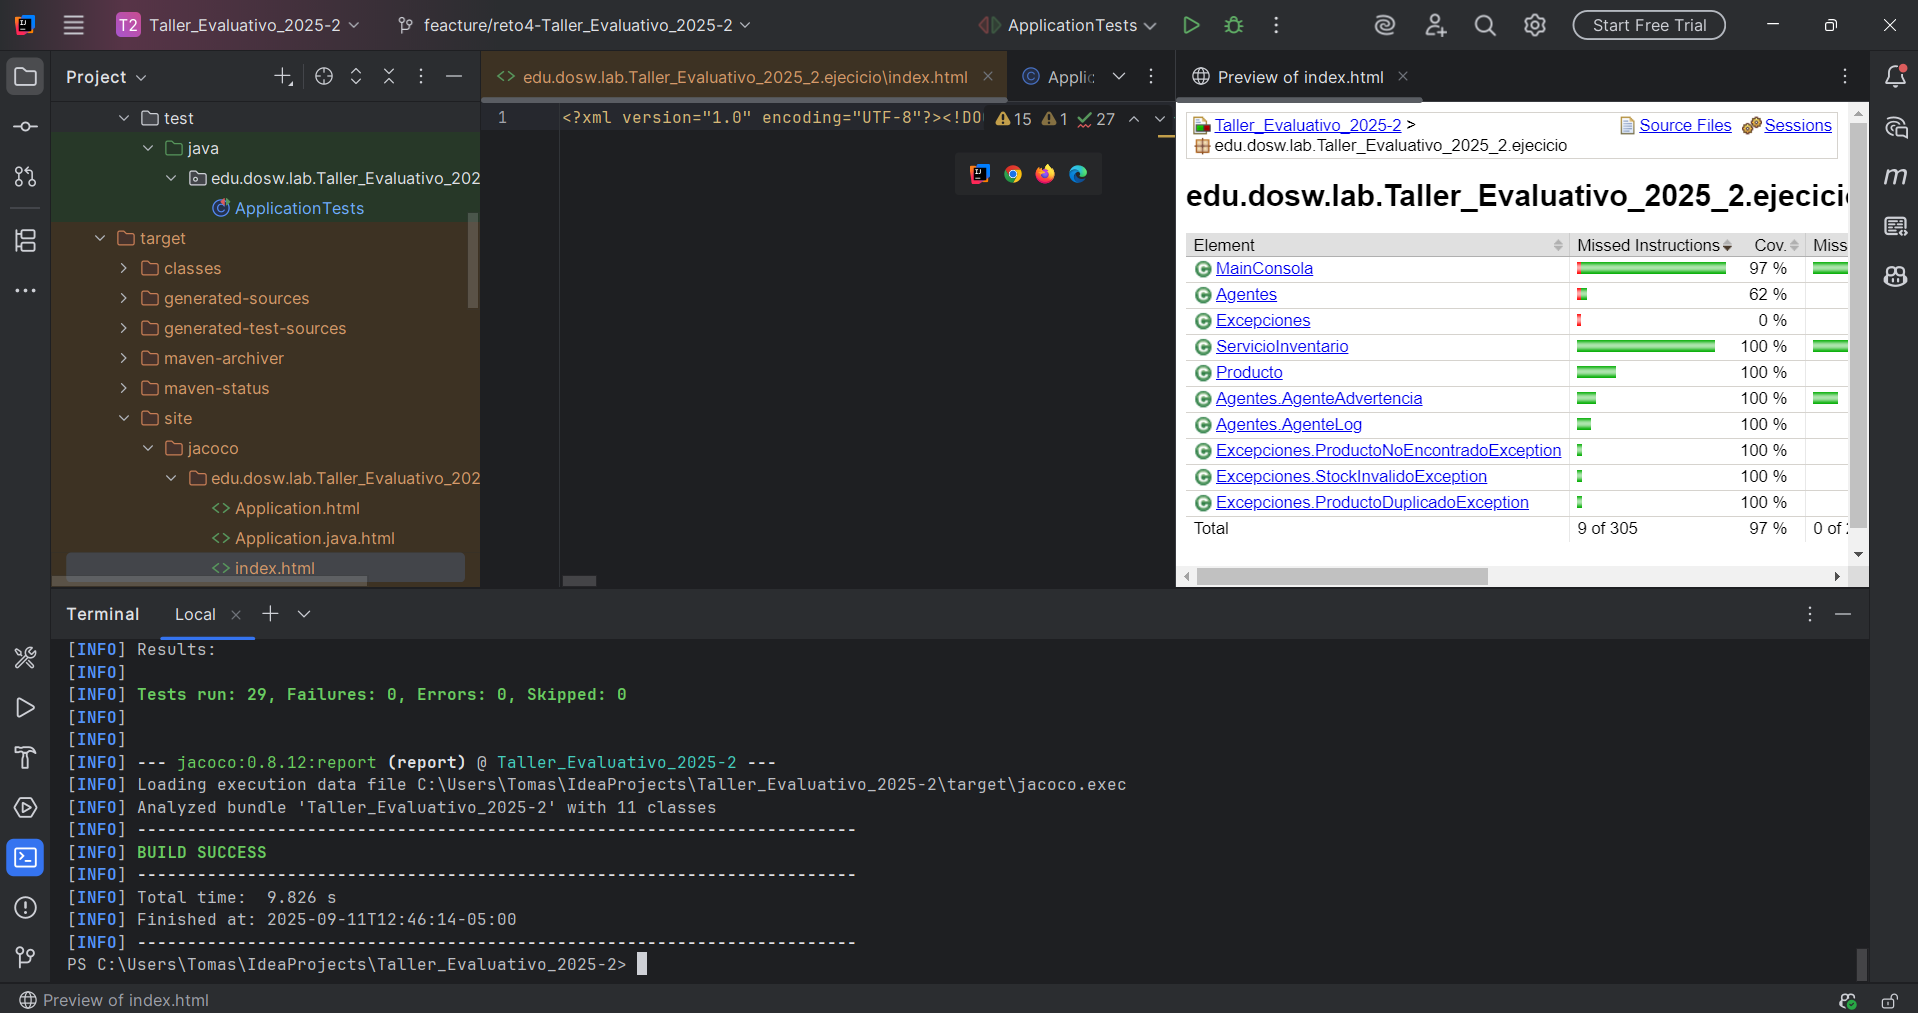 T2 Taller_Evaluativo_2025-2
feacture/reto4-Taller_Evaluativo_2025-2
ApplicationTests
Start Free Trial
Project
edu.dosw.lab.Taller_Evaluativo_2025_2.ejecicio\index.html
Applic
Preview of index.html
test
java
edu.dosw.lab.Taller_Evaluativo_202
ApplicationTests
target
classes
generated-sources
generated-test-sources
maven-archiver
maven-status
site
jacoco
edu.dosw.lab.Taller_Evaluativo_202
Application.html
Application.java.html
index.html
1 <?xml version="1.0" encoding="UTF-8"?><!DO
15 1 27
Taller_Evaluativo_2025-2 > Source Files Sessions
edu.dosw.lab.Taller_Evaluativo_2025_2.ejecicio
edu.dosw.lab.Taller_Evaluativo_2025_2.ejecici
Element Missed Instructions Cov. Miss
MainConsola 97 %
Agentes 62 %
Excepciones 0 %
ServicioInventario 100 %
Producto 100 %
Agentes.AgenteAdvertencia 100 %
Agentes.AgenteLog 100 %
Excepciones.ProductoNoEncontradoException 100 %
Excepciones.StockInvalidoException 100 %
Excepciones.ProductoDuplicadoException 100 %
Total 9 of 305 97 % 0 of
Terminal Local
[INFO] Results:
[INFO]
[INFO] Tests run: 29, Failures: 0, Errors: 0, Skipped: 0
[INFO]
[INFO]
[INFO] --- jacoco:0.8.12:report (report) @ Taller_Evaluativo_2025-2 ---
[INFO] Loading execution data file C:\Users\Tomas\IdeaProjects\Taller_Evaluativo_2025-2\target\jacoco.exec
[INFO] Analyzed bundle 'Taller_Evaluativo_2025-2' with 11 classes
[INFO] ------------------------------------------------------------------------
[INFO] BUILD SUCCESS
[INFO] ------------------------------------------------------------------------
[INFO] Total time:  9.826 s
[INFO] Finished at: 2025-09-11T12:46:14-05:00
[INFO] ------------------------------------------------------------------------
PS C:\Users\Tomas\IdeaProjects\Taller_Evaluativo_2025-2>
Preview of index.html